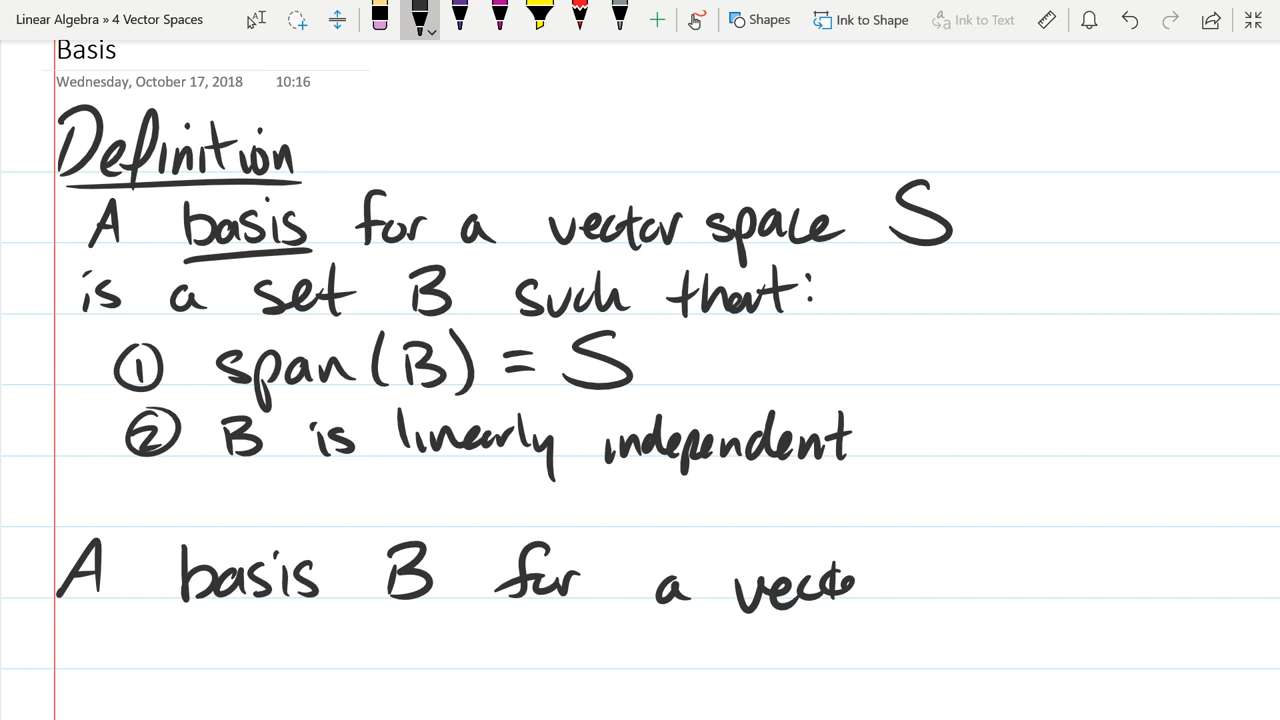 Linear Algebra » 4 Vector Spaces
Shapes
Ink to Shape
Ink to Text
Basis
Wednesday, October 17, 2018 10:16
Definition
A basis for a vector space S
is a set B such that:
① span(B) = S
② B is linearly independent
A basis B for a vecto